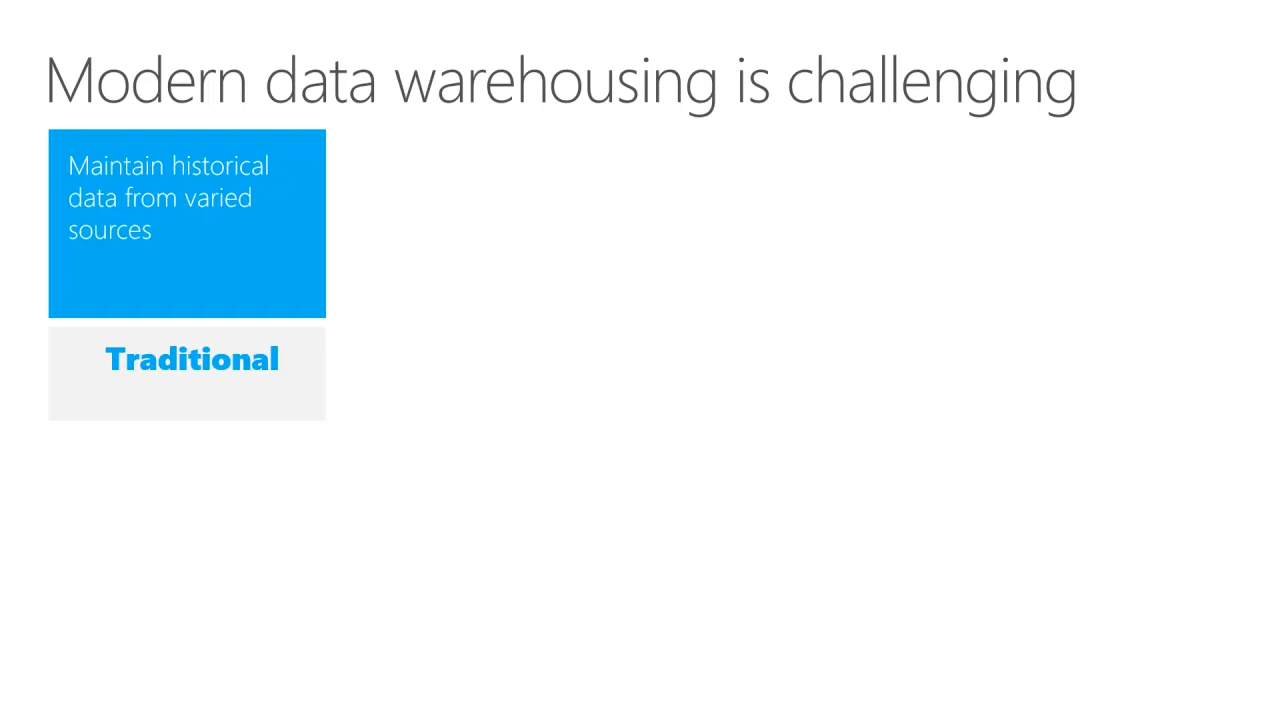 Modern data warehousing is challenging
Maintain historical
data from varied
sources
Traditional